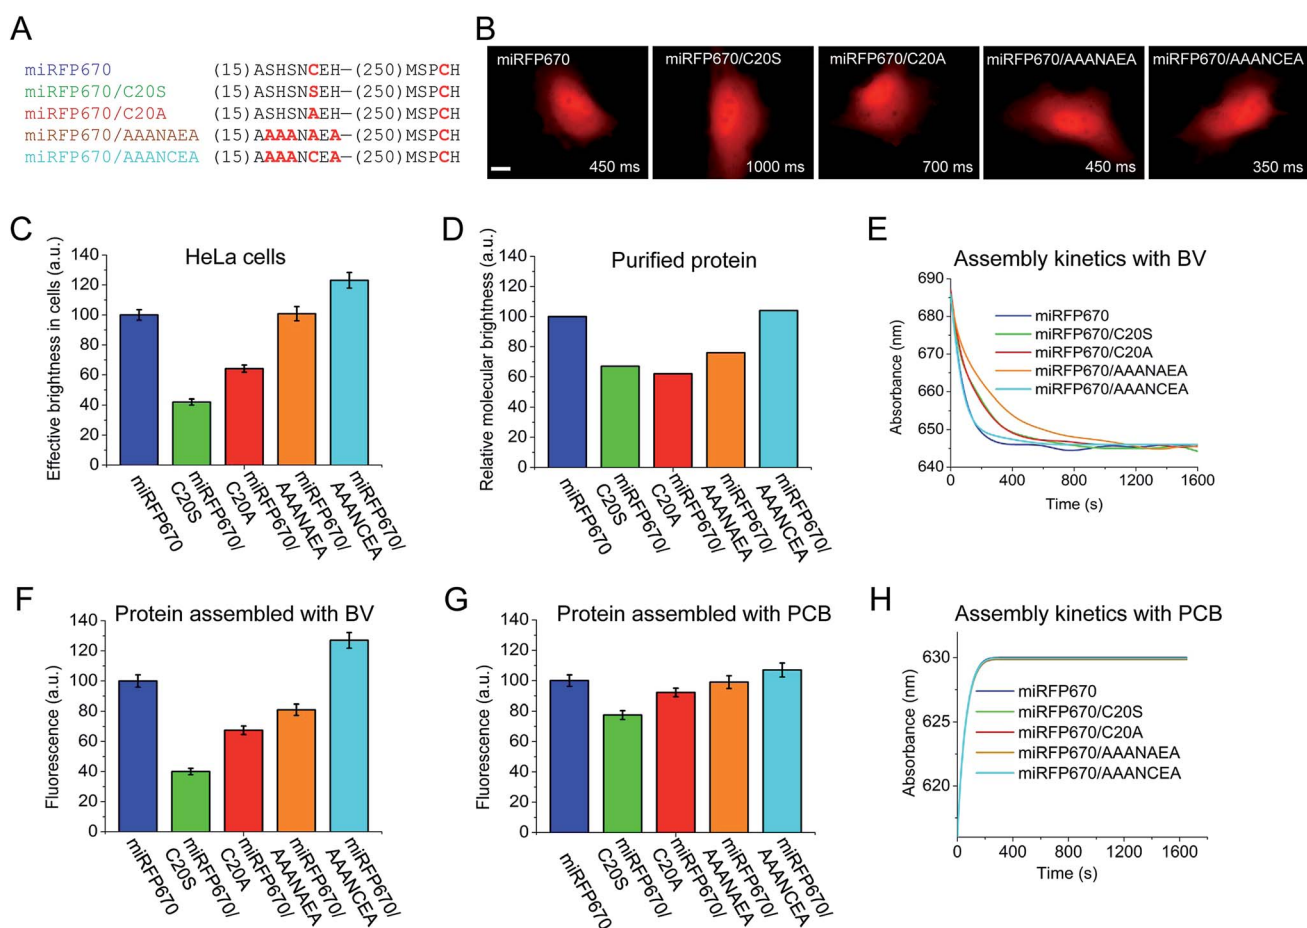 A
miRFP670 (15)ASHSNCEH—(250)MSPCH
miRFP670/C20S (15)ASHSNSEH—(250)MSPCH
miRFP670/C20A (15)ASHSNAEH—(250)MSPCH
miRFP670/AAANAEA (15)AAAANAEA—(250)MSPCH
miRFP670/AAANCEA (15)AAAANCEA—(250)MSPCH
B
miRFP670
450 ms
miRFP670/C20S
1000 ms
miRFP670/C20A
700 ms
miRFP670/AAANAEA
450 ms
miRFP670/AAANCEA
350 ms
C
HeLa cells
Effective brightness in cells (a.u.)
140
120
100
80
60
40
20
0
miRFP670
miRFP670/
C20S
miRFP670/
C20A
miRFP670/
AAANAEA
miRFP670/
AAANCEA
D
Purified protein
Relative molecular brightness (a.u.)
140
120
100
80
60
40
20
0
miRFP670
miRFP670/
C20S
miRFP670/
C20A
miRFP670/
AAANAEA
miRFP670/
AAANCEA
E
Assembly kinetics with BV
Absorbance (nm)
690
680
670
660
650
640
miRFP670
miRFP670/C20S
miRFP670/C20A
miRFP670/AAANAEA
miRFP670/AAANCEA
0 400 800 1200 1600
Time (s)
F
Protein assembled with BV
Fluorescence (a.u.)
140
120
100
80
60
40
20
0
miRFP670
miRFP670/
C20S
miRFP670/
C20A
miRFP670/
AAANAEA
miRFP670/
AAANCEA
G
Protein assembled with PCB
Fluorescence (a.u.)
140
120
100
80
60
40
20
0
miRFP670
miRFP670/
C20S
miRFP670/
C20A
miRFP670/
AAANAEA
miRFP670/
AAANCEA
H
Assembly kinetics with PCB
Absorbance (nm)
630
625
620
miRFP670
miRFP670/C20S
miRFP670/C20A
miRFP670/AAANAEA
miRFP670/AAANCEA
0 400 800 1200 1600
Time (s)